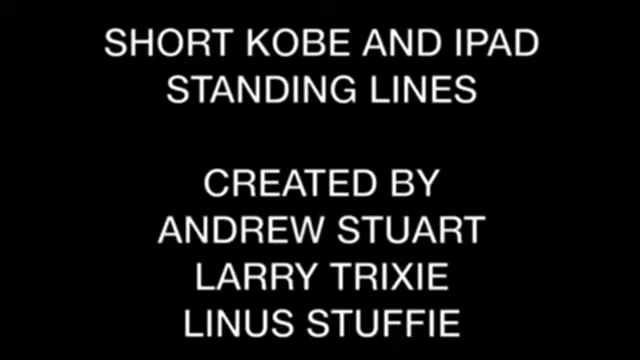 SHORT KOBE AND IPAD
STANDING LINES
CREATED BY
ANDREW STUART
LARRY TRIXIE
LINUS STUFFIE